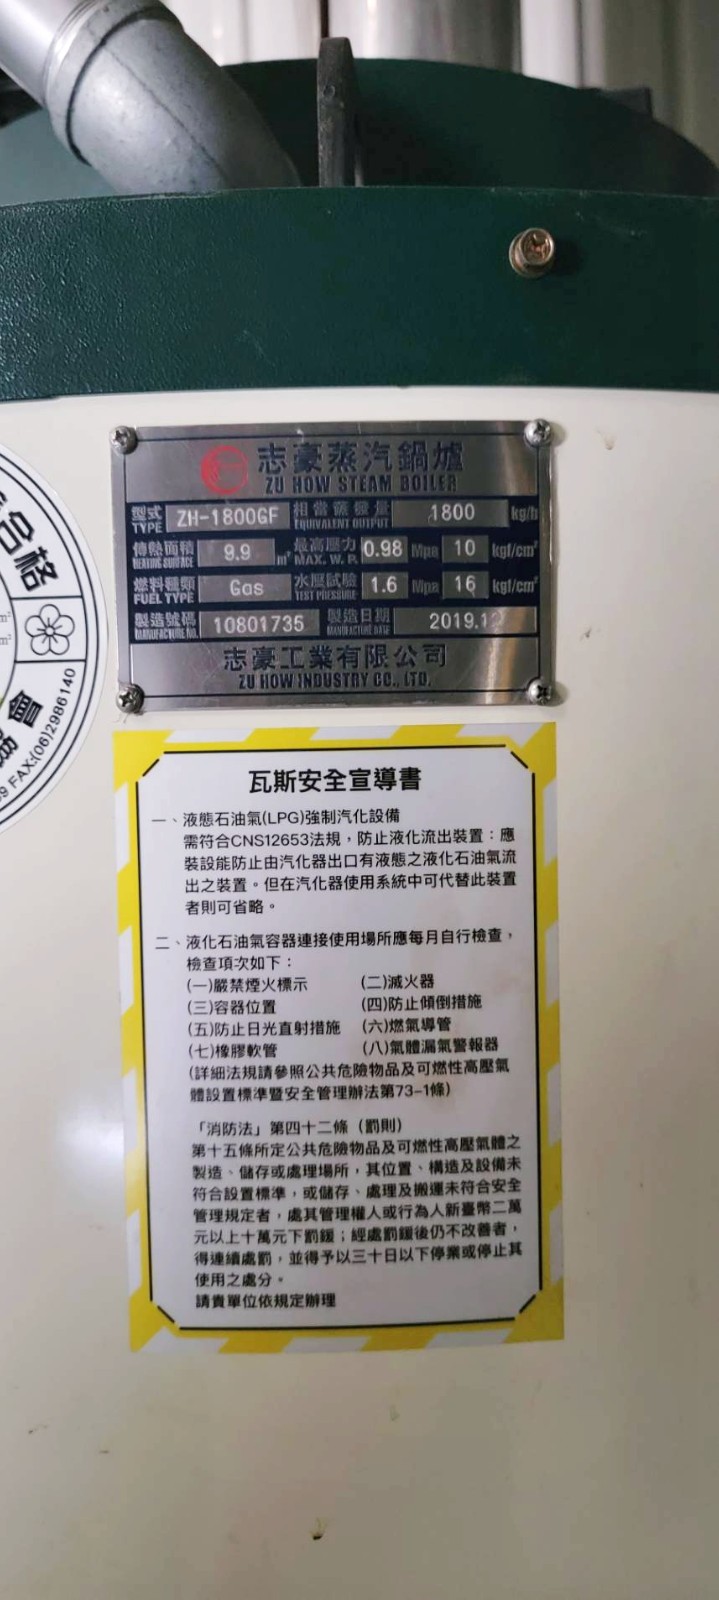 志豪蒸汽鍋爐
ZU HOW STEAM BOILER
型式 TYPE ZH-1800GF 相當蒸發量 EQUIVALENT OUTPUT 1800 kg/h
傳熱面積 HEARING SURFACE 9.9 m² 最高壓力 MAX. W. P. 0.98 Mpa 10 kgf/cm²
燃料種類 FUEL TYPE Gas 水壓試驗 TEST PRESSURE 1.6 Mpa 16 kgf/cm²
製造號碼 MANUFACTURE NO. 10801735 製造日期 MANUFACTURE DATE 2019.12
志豪工業有限公司
ZU HOW INDUSTRY CO., LTD.
合格
協會
FAX:(06)2986140
瓦斯安全宣導書
一、液態石油氣(LPG)強制汽化設備
需符合CNS12653法規，防止液化流出裝置：應
裝設能防止由汽化器出口有液態之液化石油氣流
出之裝置。但在汽化器使用系統中可代替此裝置
者則可省略。
二、液化石油氣容器連接使用場所應每月自行檢查，
檢查項次如下：
(一)嚴禁煙火標示 (二)滅火器
(三)容器位置 (四)防止傾倒措施
(五)防止日光直射措施 (六)燃氣導管
(七)橡膠軟管 (八)氣體漏氣警報器
(詳細法規請參照公共危險物品及可燃性高壓氣
體設置標準暨安全管理辦法第73-1條)
「消防法」第四十二條（罰則）
第十五條所定公共危險物品及可燃性高壓氣體之
製造、儲存或處理場所，其位置、構造及設備未
符合設置標準，或儲存、處理及搬運未符合安全
管理規定者，處其管理權人或行為人新臺幣二萬
元以上十萬元下罰鍰；經處罰鍰後仍不改善者，
得連續處罰，並得予以三十日以下停業或停止其
使用之處分。
請貴單位依規定辦理